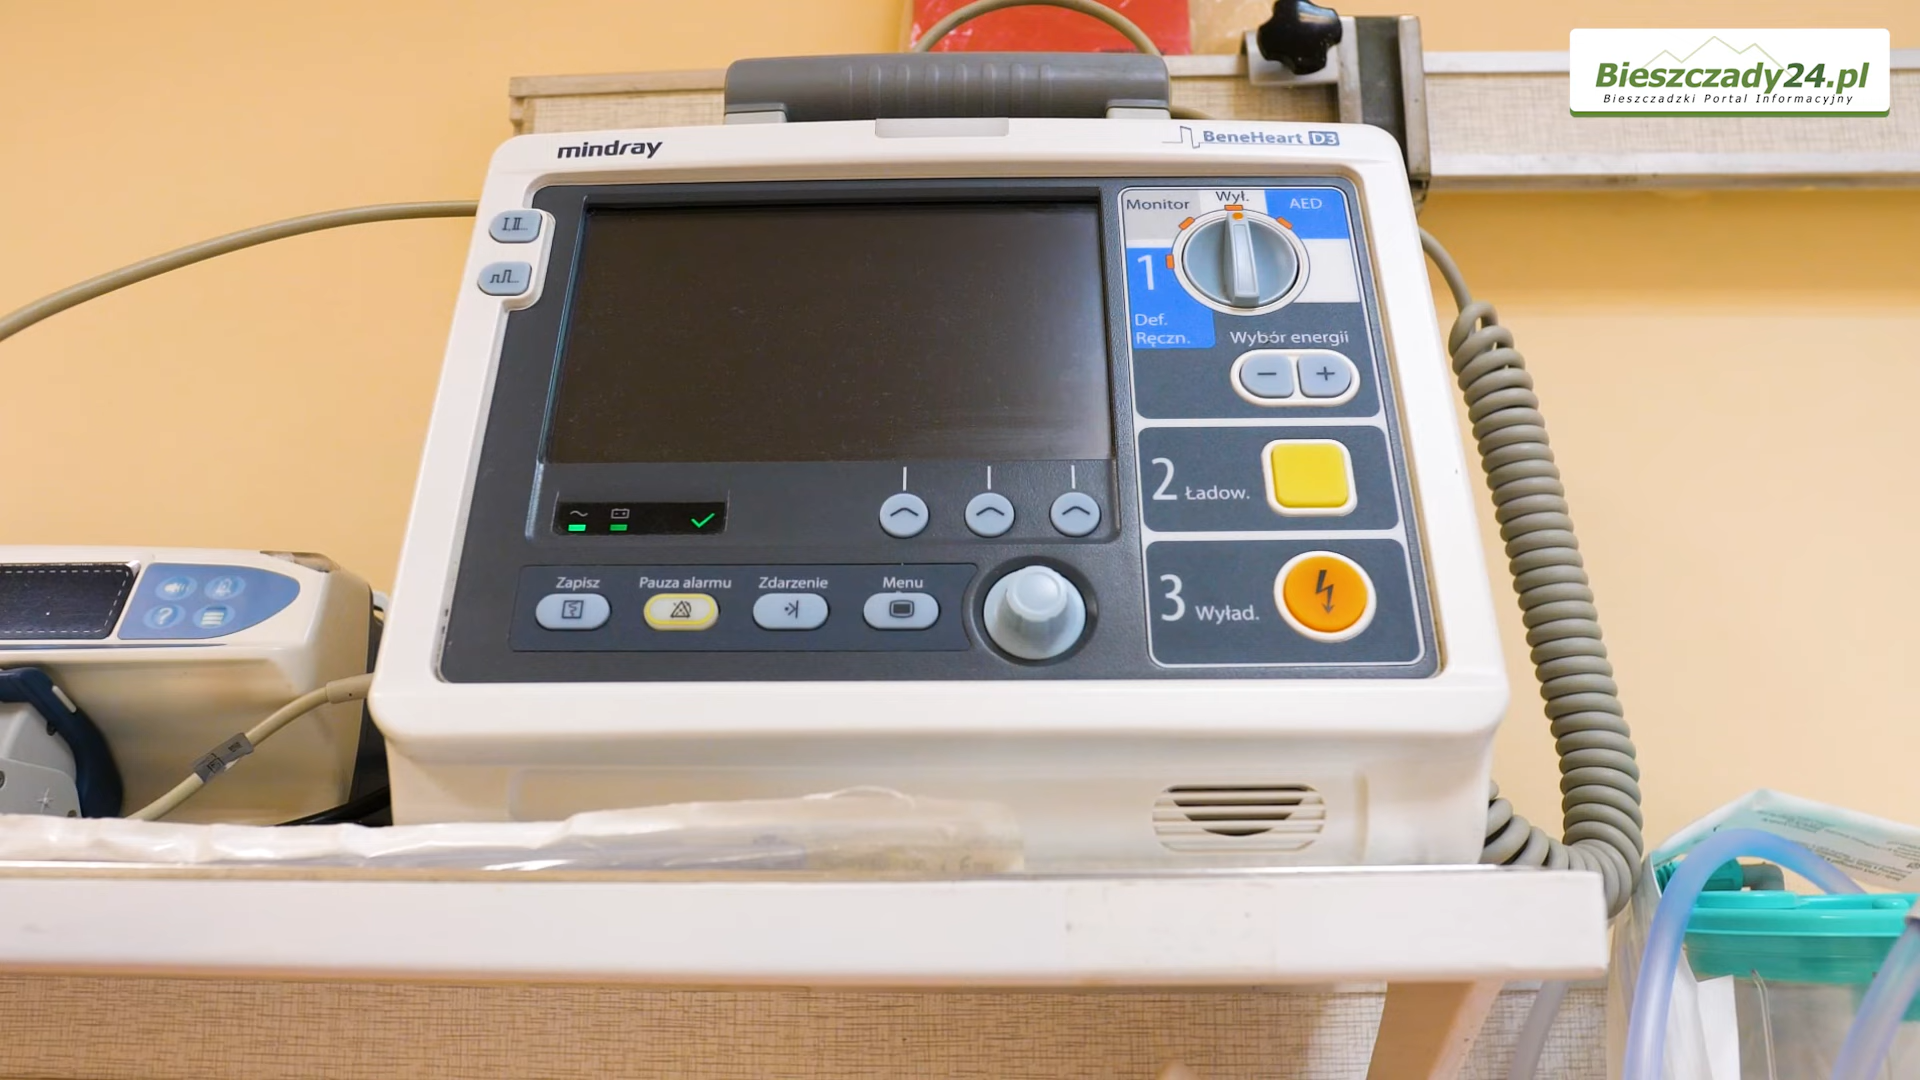 Bieszczady24.pl
Bieszczadzki Portal Informacyjny
mindray
BeneHeart D3
Monitor
Wył.
AED
1
Def.
Ręczn.
Wybór energii
2 Ładow.
3 Wyład.
Zapisz
Pauza alarmu
Zdarzenie
Menu